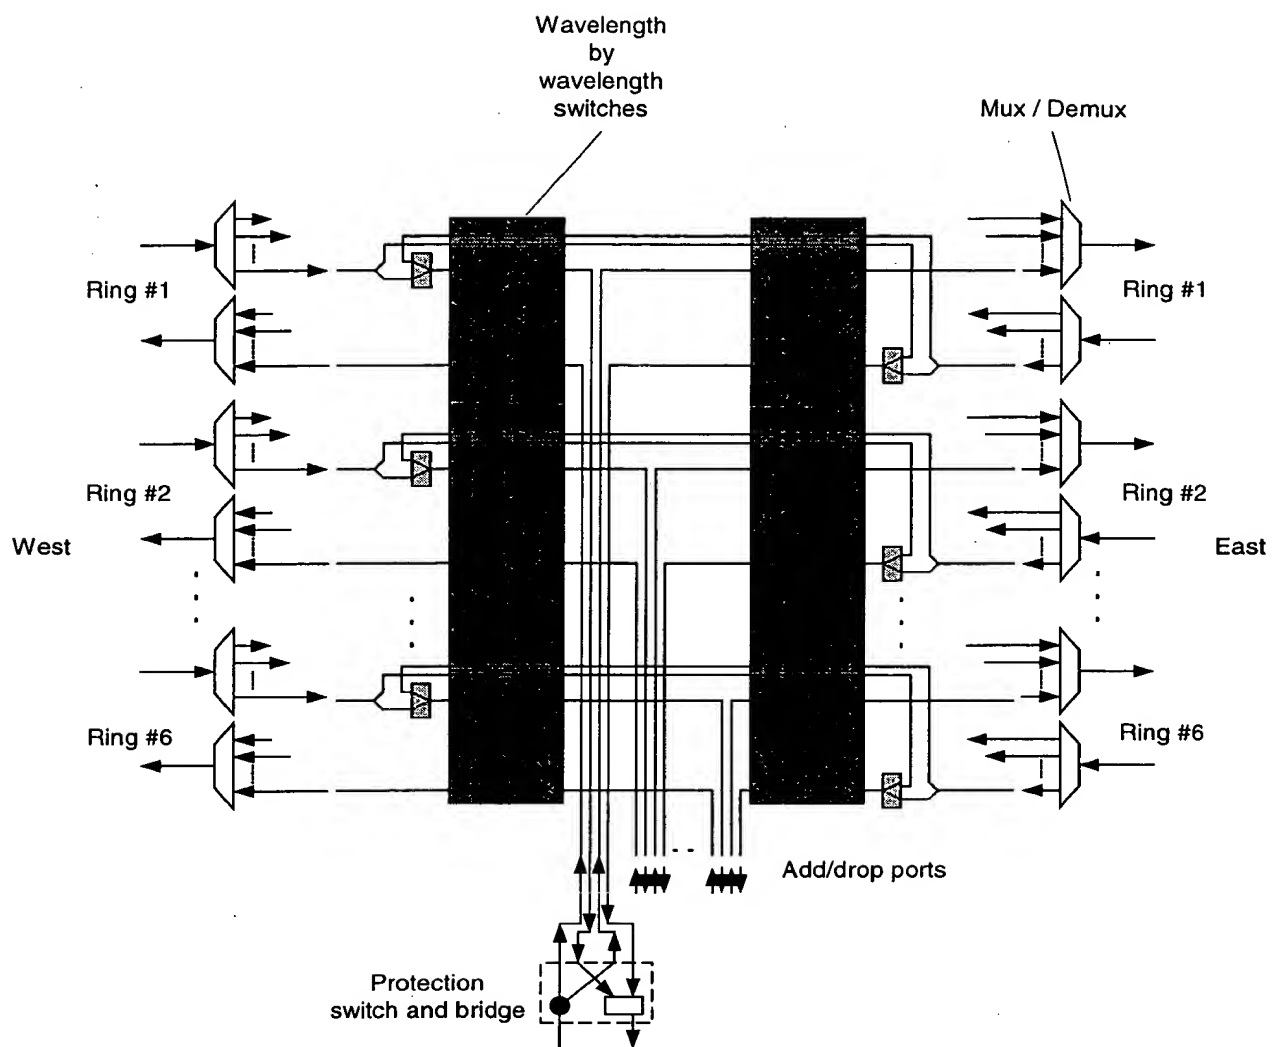 Wavelength
by
wavelength
switches
Mux / Demux
Ring #1
Ring #1
Ring #2
Ring #2
West
East
Ring #6
Ring #6
Add/drop ports
Protection
switch and bridge